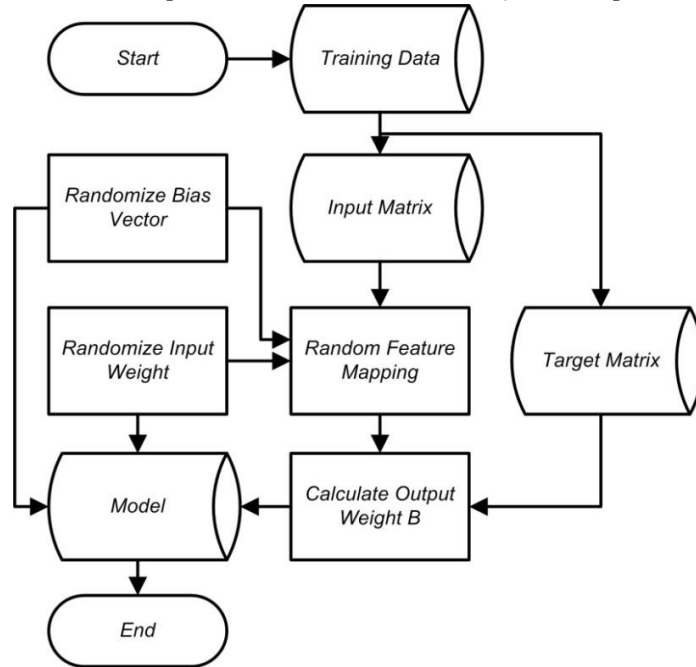 Start
Training Data
Randomize Bias
Vector
Input Matrix
Randomize Input
Weight
Random Feature
Mapping
Target Matrix
Model
Calculate Output
Weight B
End